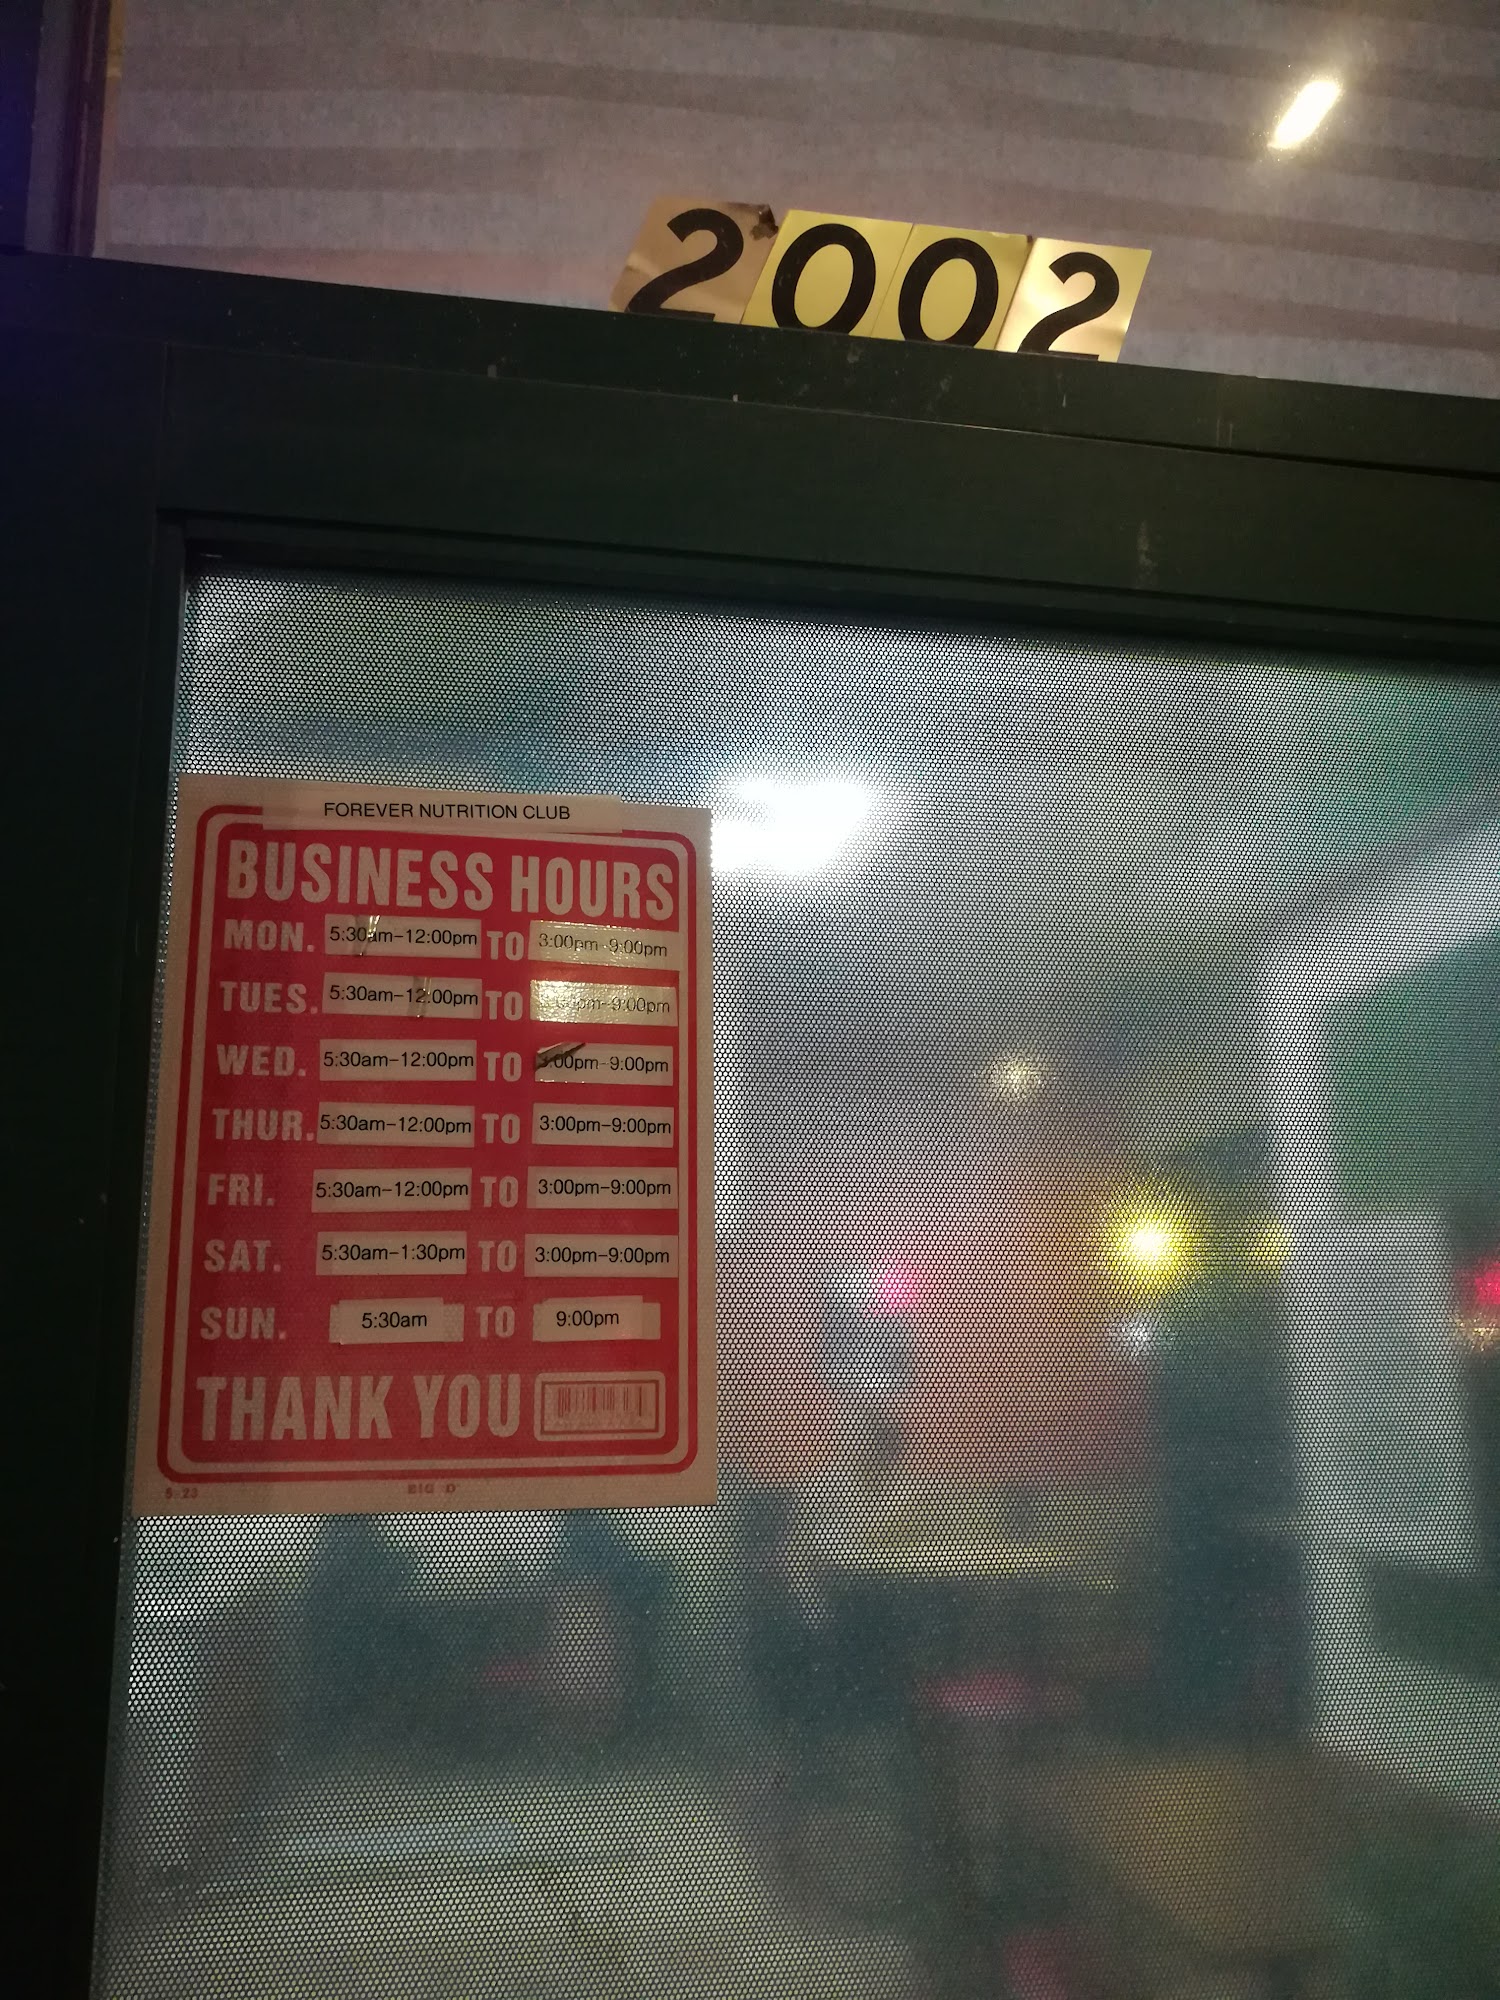 2002
FOREVER NUTRITION CLUB
BUSINESS HOURS
MON. 5:30am-12:00pm TO 3:00pm-9:00pm
TUES. 5:30am-12:00pm TO 3:00pm-9:00pm
WED. 5:30am-12:00pm TO 3:00pm-9:00pm
THUR. 5:30am-12:00pm TO 3:00pm-9:00pm
FRI. 5:30am-12:00pm TO 3:00pm-9:00pm
SAT. 5:30am-1:30pm TO 3:00pm-9:00pm
SUN. 5:30am TO 9:00pm
THANK YOU
BIG D